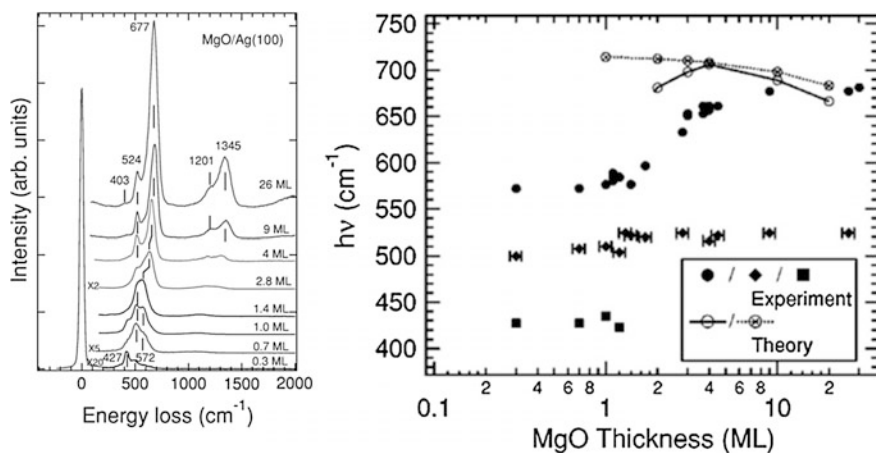 MgO/Ag(100)
677
524
403
1201
1345
26 ML
9 ML
4 ML
X2
2.8 ML
1.4 ML
1.0 ML
X5
0.7 ML
X20
427
572
0.3 ML
Intensity (arb. units)
0 500 1000 1500 2000
Energy loss (cm⁻¹)
750
700
650
600
550
500
450
400
hν (cm⁻¹)
/ / Experiment
/ Theory
0.1 2 4 6 8 1 2 4 6 8 10 2
MgO Thickness (ML)